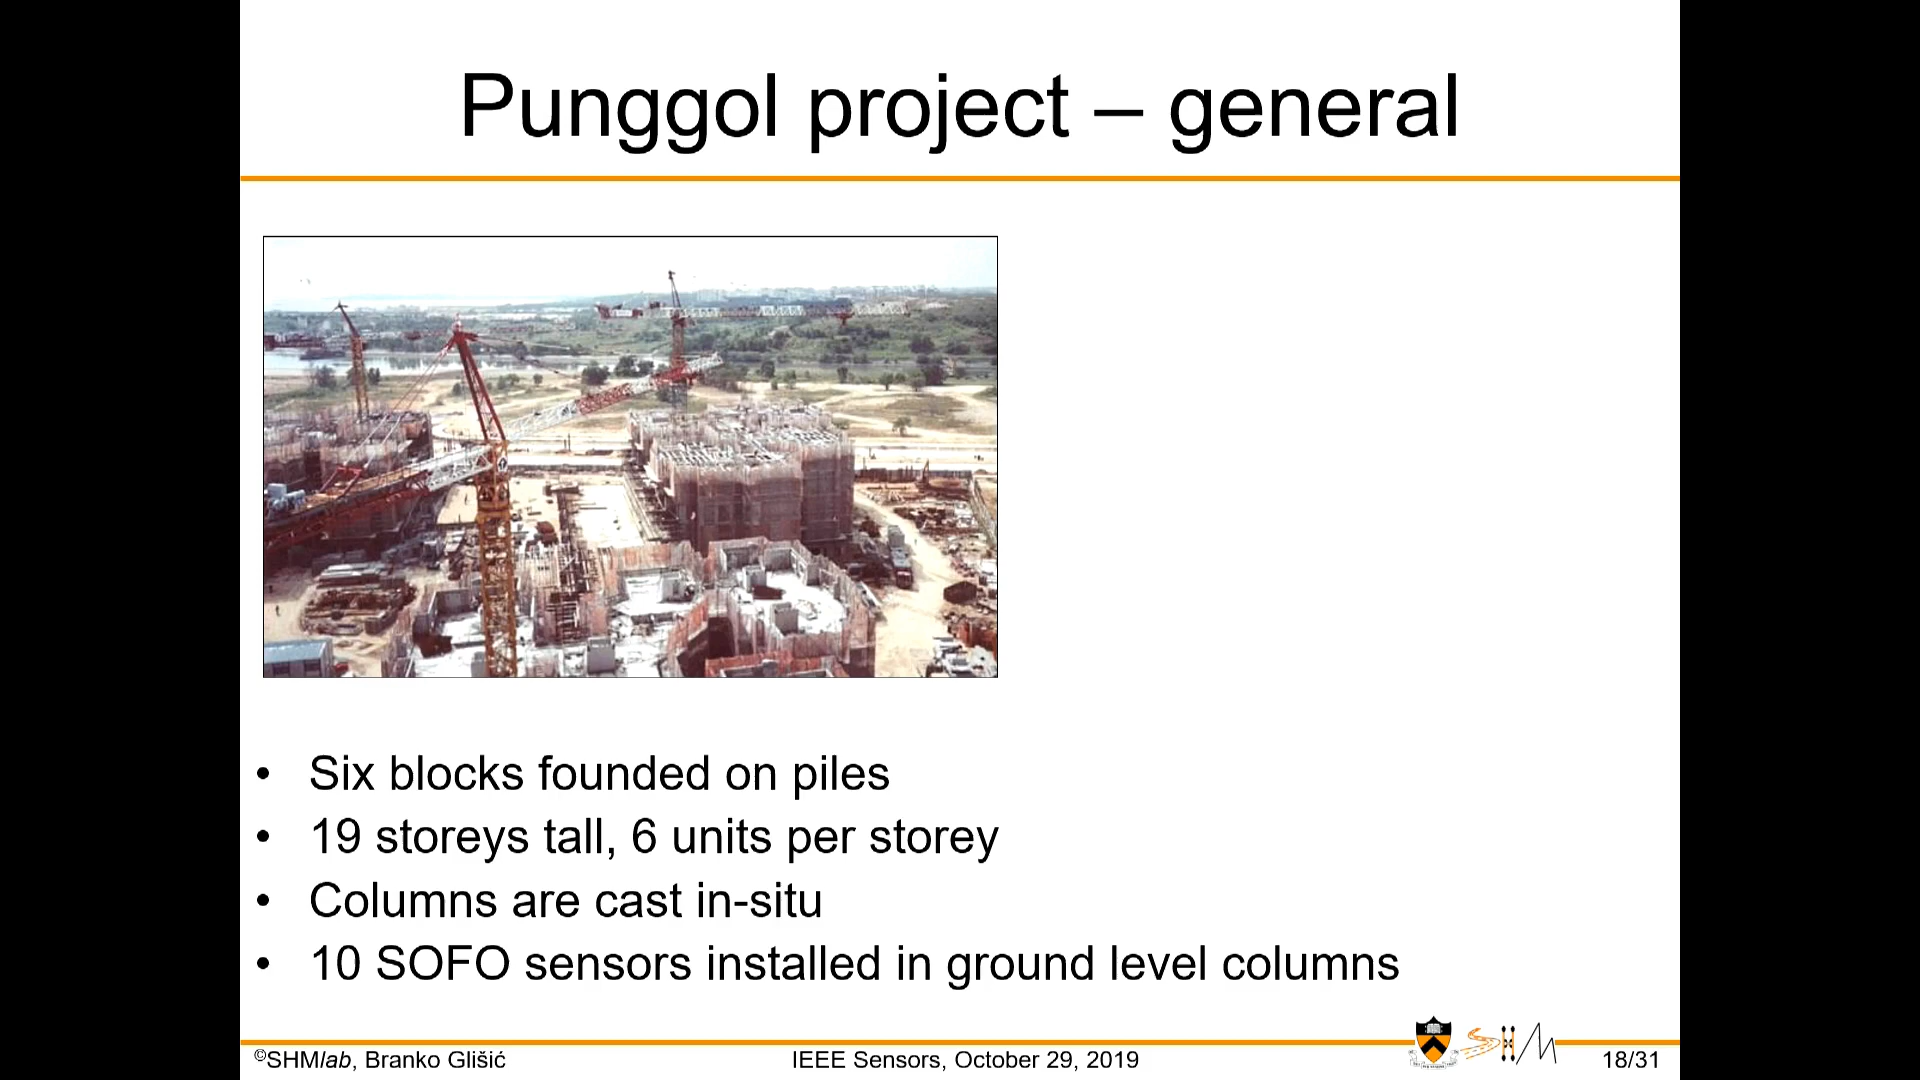 Punggol project – general
• Six blocks founded on piles
• 19 storeys tall, 6 units per storey
• Columns are cast in-situ
• 10 SOFO sensors installed in ground level columns
©SHMlab, Branko Glišić
IEEE Sensors, October 29, 2019
SHM
18/31